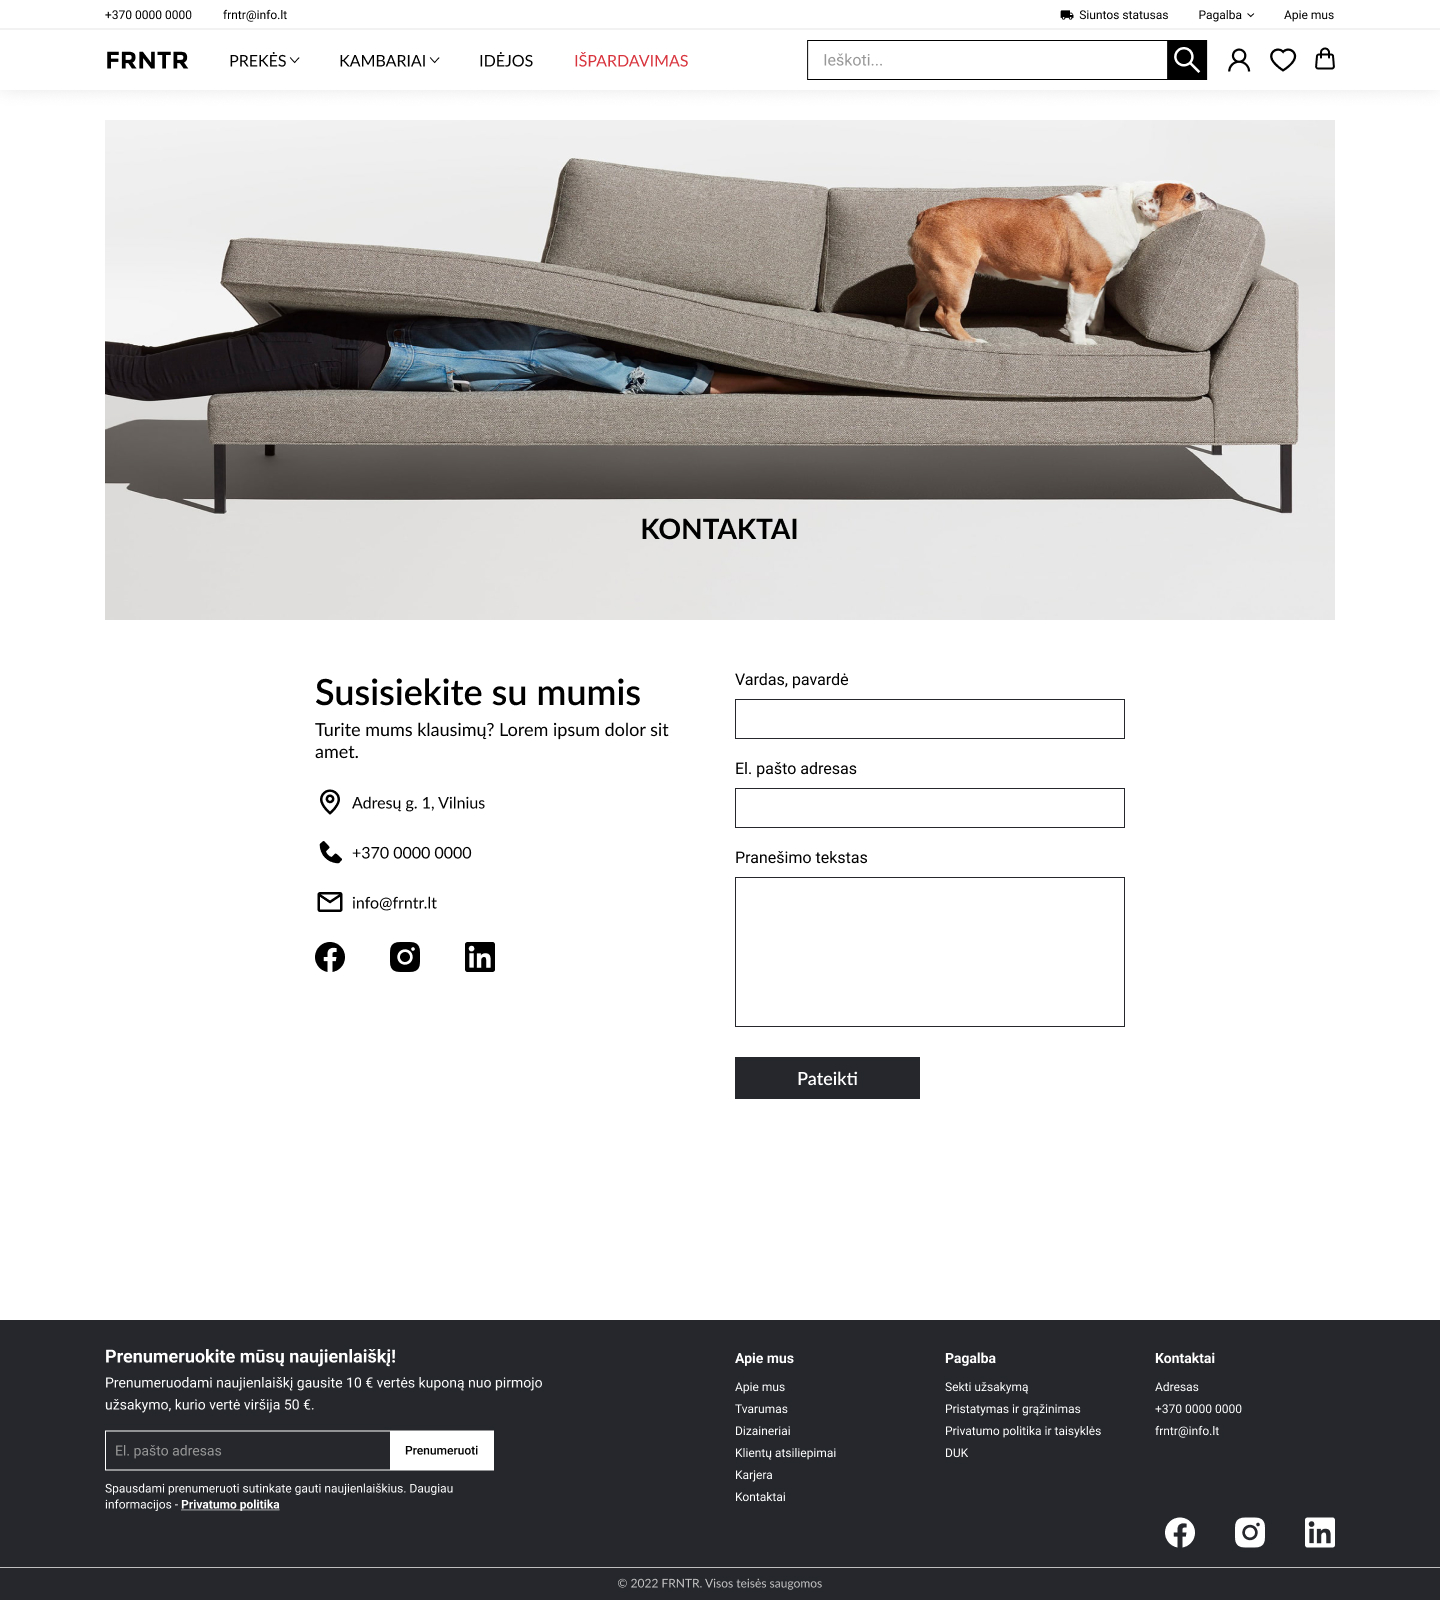 +370 0000 0000 frntr@info.lt Siuntos statusas Pagalba Apie mus
FRNTR PREKĖS KAMBARIAI IDĖJOS IŠPARDAVIMAS Ieškoti...
KONTAKTAI
Susisiekite su mumis
Turite mums klausimų? Lorem ipsum dolor sit
amet.
Adresų g. 1, Vilnius
+370 0000 0000
info@frntr.lt
Vardas, pavardė
El. pašto adresas
Pranešimo tekstas
Pateikti
Prenumeruokite mūsų naujienlaiškį!
Prenumeruodami naujienlaiškį gausite 10 € vertės kuponą nuo pirmojo
užsakymo, kurio vertė viršija 50 €.
El. pašto adresas Prenumeruoti
Spausdami prenumeruoti sutinkate gauti naujienlaiškius. Daugiau
informacijos - Privatumo politika
Apie mus
Apie mus
Tvarumas
Dizaineriai
Klientų atsiliepimai
Karjera
Kontaktai
Pagalba
Sekti užsakymą
Pristatymas ir grąžinimas
Privatumo politika ir taisyklės
DUK
Kontaktai
Adresas
+370 0000 0000
frntr@info.lt
© 2022 FRNTR. Visos teisės saugomos